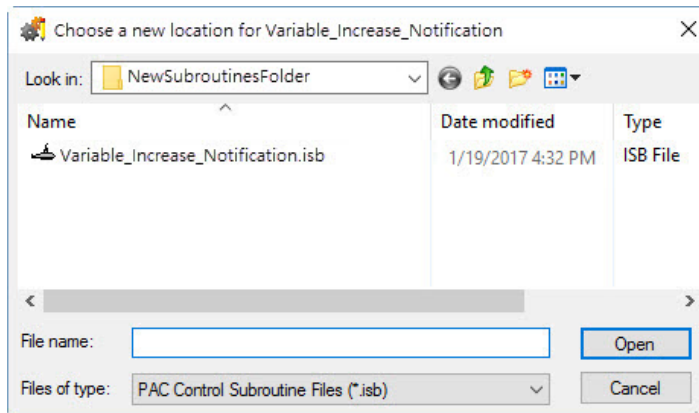 Choose a new location for Variable_Increase_Notification
Look in: NewSubroutinesFolder
Name Date modified Type
Variable_Increase_Notification.isb 1/19/2017 4:32 PM ISB File
File name: Open
Files of type: PAC Control Subroutine Files (*.isb) Cancel